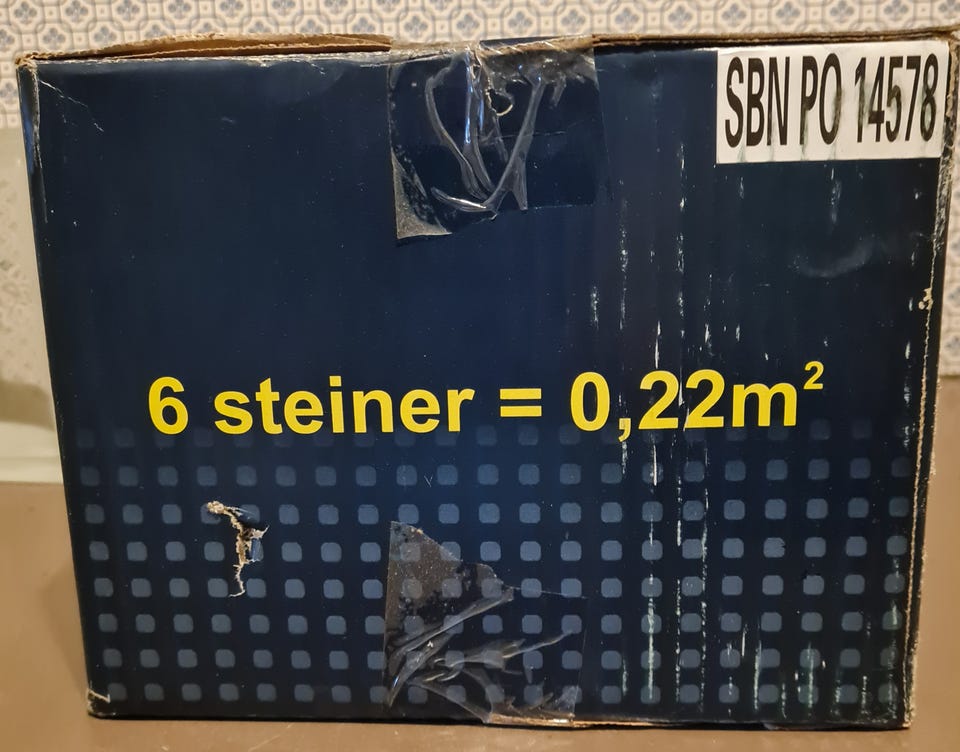 SBN PO 14578
6 steiner = 0,22m²